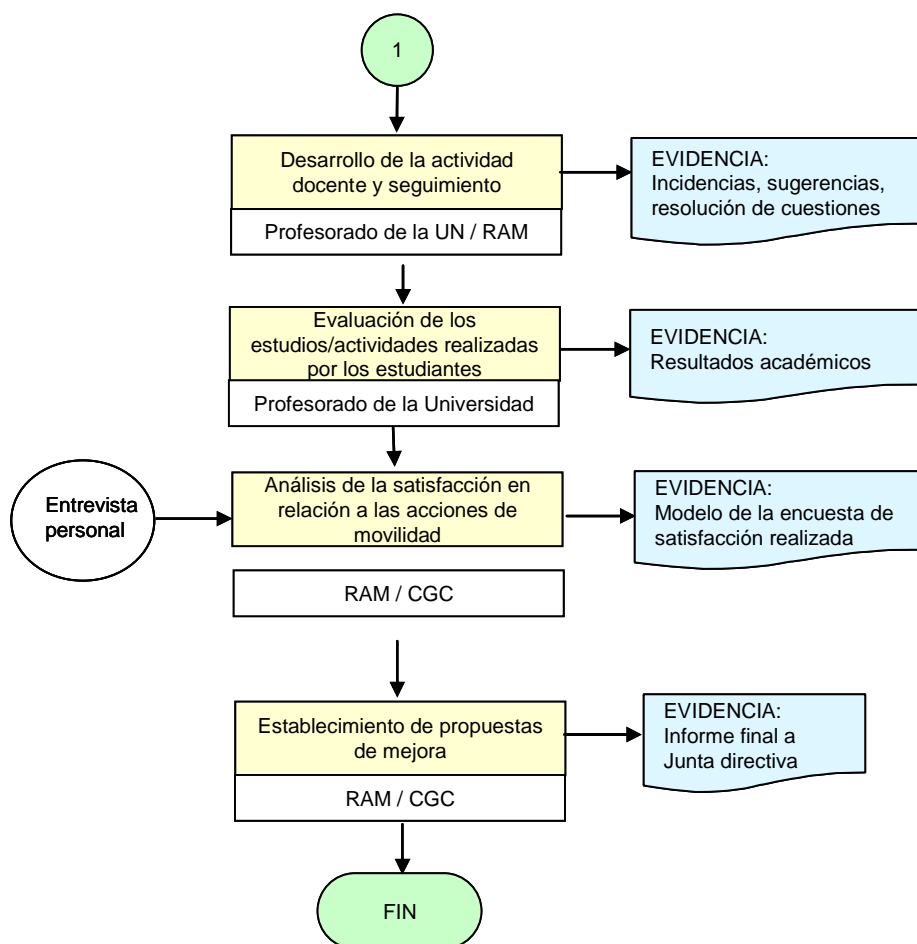 1
Desarrollo de la actividad
docente y seguimiento
Profesorado de la UN / RAM
EVIDENCIA:
Incidencias, sugerencias,
resolución de cuestiones
Evaluación de los
estudios/actividades realizadas
por los estudiantes
Profesorado de la Universidad
EVIDENCIA:
Resultados académicos
Entrevista
personal
Análisis de la satisfacción en
relación a las acciones de
movilidad
RAM / CGC
EVIDENCIA:
Modelo de la encuesta de
satisfacción realizada
Establecimiento de propuestas
de mejora
RAM / CGC
EVIDENCIA:
Informe final a
Junta directiva
FIN